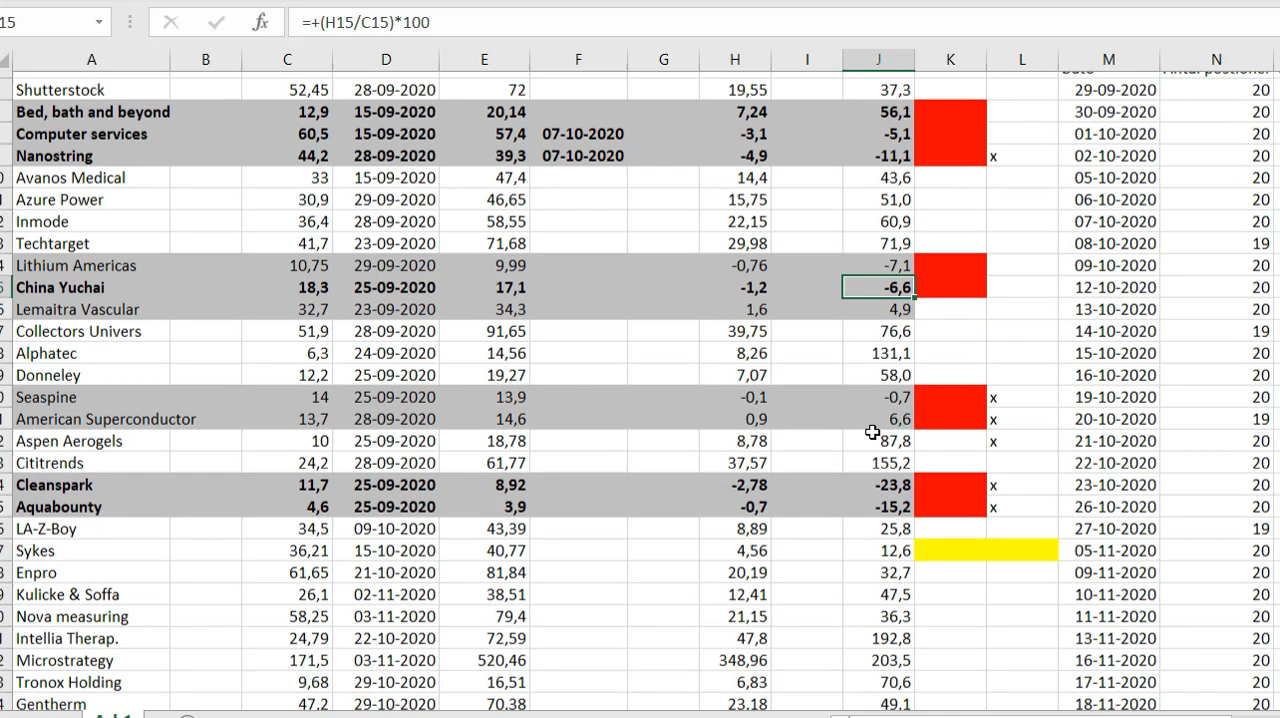 15 =+(H15/C15)*100
A B C D E F G H I J K L M N
Shutterstock 52,45 28-09-2020 72 19,55 37,3 29-09-2020 20
Bed, bath and beyond 12,9 15-09-2020 20,14 7,24 56,1 30-09-2020 20
Computer services 60,5 15-09-2020 57,4 07-10-2020 -3,1 -5,1 01-10-2020 20
Nanostring 44,2 28-09-2020 39,3 07-10-2020 -4,9 -11,1 x 02-10-2020 20
0 Avanos Medical 33 15-09-2020 47,4 14,4 43,6 05-10-2020 20
1 Azure Power 30,9 29-09-2020 46,65 15,75 51,0 06-10-2020 20
2 Inmode 36,4 28-09-2020 58,55 22,15 60,9 07-10-2020 20
3 Techtarget 41,7 23-09-2020 71,68 29,98 71,9 08-10-2020 19
4 Lithium Americas 10,75 29-09-2020 9,99 -0,76 -7,1 09-10-2020 20
5 China Yuchai 18,3 25-09-2020 17,1 -1,2 -6,6 12-10-2020 20
6 Lemaitra Vascular 32,7 23-09-2020 34,3 1,6 4,9 13-10-2020 20
7 Collectors Univers 51,9 28-09-2020 91,65 39,75 76,6 14-10-2020 19
8 Alphatec 6,3 24-09-2020 14,56 8,26 131,1 15-10-2020 20
9 Donneley 12,2 25-09-2020 19,27 7,07 58,0 16-10-2020 20
0 Seaspine 14 25-09-2020 13,9 -0,1 -0,7 x 19-10-2020 20
1 American Superconductor 13,7 28-09-2020 14,6 0,9 6,6 x 20-10-2020 19
2 Aspen Aerogels 10 25-09-2020 18,78 8,78 87,8 x 21-10-2020 20
3 Cititrends 24,2 28-09-2020 61,77 37,57 155,2 22-10-2020 20
4 Cleanspark 11,7 25-09-2020 8,92 -2,78 -23,8 x 23-10-2020 20
5 Aquabounty 4,6 25-09-2020 3,9 -0,7 -15,2 x 26-10-2020 20
6 LA-Z-Boy 34,5 09-10-2020 43,39 8,89 25,8 27-10-2020 19
7 Sykes 36,21 15-10-2020 40,77 4,56 12,6 05-11-2020 20
8 Enpro 61,65 21-10-2020 81,84 20,19 32,7 09-11-2020 20
9 Kulicke & Soffa 26,1 02-11-2020 38,51 12,41 47,5 10-11-2020 20
0 Nova measuring 58,25 03-11-2020 79,4 21,15 36,3 11-11-2020 20
1 Intellia Therap. 24,79 22-10-2020 72,59 47,8 192,8 13-11-2020 20
2 Microstrategy 171,5 03-11-2020 520,46 348,96 203,5 16-11-2020 20
3 Tronox Holding 9,68 29-10-2020 16,51 6,83 70,6 17-11-2020 20
4 Gentherm 47,2 29-10-2020 70,38 23,18 49,1 18-11-2020 20